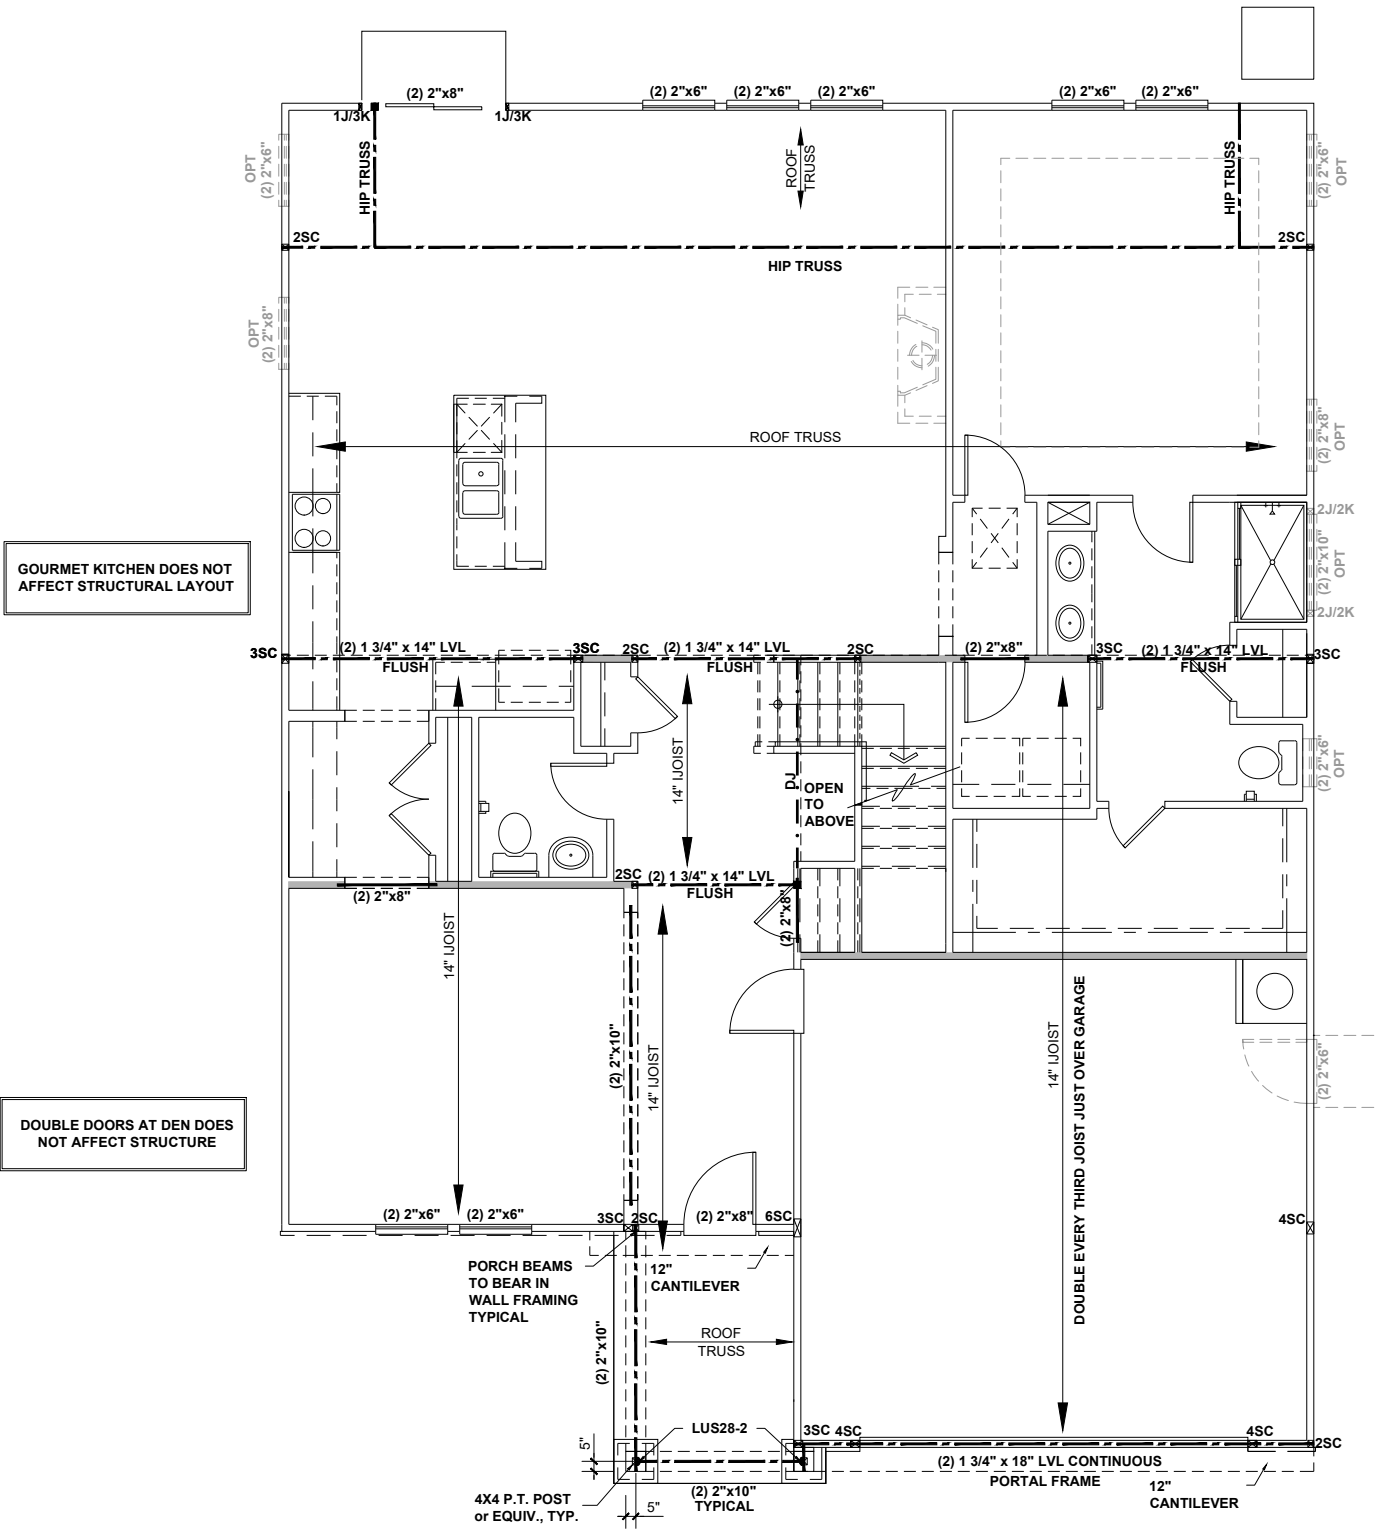 (2) 2"x8"
(2) 2"x6"
(2) 2"x6"
(2) 2"x6"
(2) 2"x6"
(2) 2"x6"
1J/3K
1J/3K
HIP TRUSS
ROOF
TRUSS
HIP TRUSS
OPT
(2) 2"x6"
(2) 2"x6"
OPT
2SC
2SC
HIP TRUSS
OPT
(2) 2"x8"
ROOF TRUSS
(2) 2"x8"
OPT
2J/2K
(2) 2"x10"
OPT
2J/2K
GOURMET KITCHEN DOES NOT
AFFECT STRUCTURAL LAYOUT
3SC
(2) 1 3/4" x 14" LVL
FLUSH
3SC
2SC
(2) 1 3/4" x 14" LVL
FLUSH
2SC
(2) 2"x8"
3SC
(2) 1 3/4" x 14" LVL
FLUSH
3SC
14" IJOIST
DJ
OPEN
TO
ABOVE
(2) 2"x6"
OPT
2SC
(2) 1 3/4" x 14" LVL
FLUSH
(2) 2"x8"
(2) 2"x8"
14" IJOIST
(2) 2"x10"
14" IJOIST
14" IJOIST
DOUBLE EVERY THIRD JOIST JUST OVER GARAGE
(2) 2"x6"
DOUBLE DOORS AT DEN DOES
NOT AFFECT STRUCTURE
(2) 2"x6"
(2) 2"x6"
3SC
2SC
(2) 2"x8"
6SC
4SC
PORCH BEAMS
TO BEAR IN
WALL FRAMING
TYPICAL
12"
CANTILEVER
(2) 2"x10"
ROOF
TRUSS
LUS28-2
3SC
4SC
4SC
2SC
5"
(2) 1 3/4" x 18" LVL CONTINUOUS
PORTAL FRAME
12"
CANTILEVER
4X4 P.T. POST
or EQUIV., TYP.
5"
(2) 2"x10"
TYPICAL